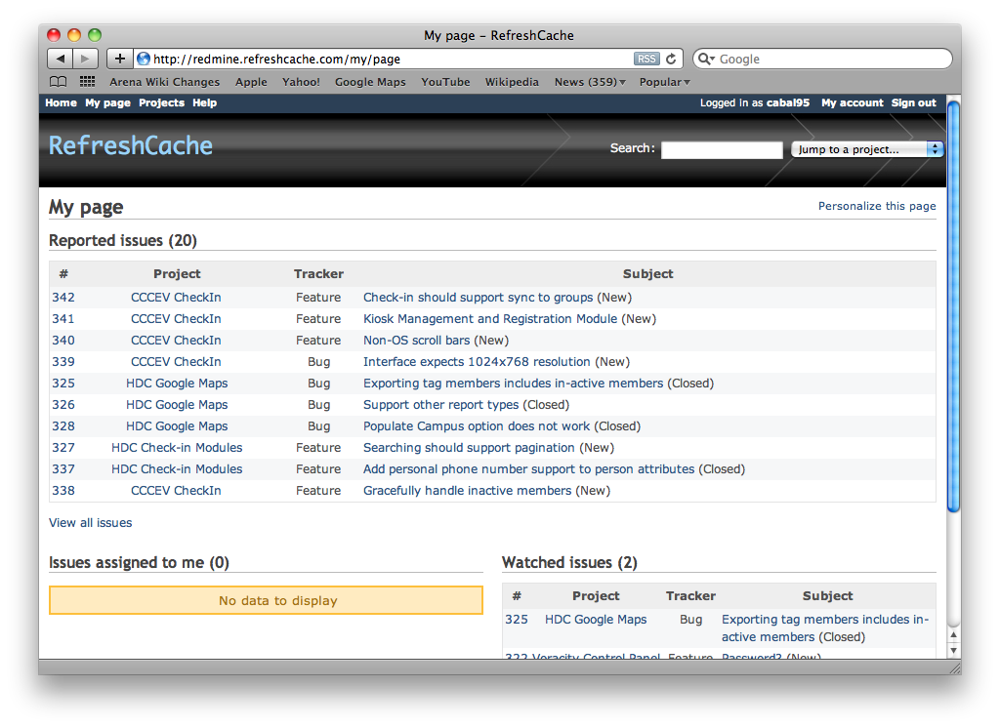 My page – RefreshCache
http://redmine.refreshcache.com/my/page RSS Google
Arena Wiki Changes Apple Yahoo! Google Maps YouTube Wikipedia News (359) Popular
Home My page Projects Help Logged in as cabal95 My account Sign out
RefreshCache
Search: Jump to a project...
My page Personalize this page
Reported issues (20)
# Project Tracker Subject
342 CCCEV CheckIn Feature Check-in should support sync to groups (New)
341 CCCEV CheckIn Feature Kiosk Management and Registration Module (New)
340 CCCEV CheckIn Feature Non-OS scroll bars (New)
339 CCCEV CheckIn Bug Interface expects 1024x768 resolution (New)
325 HDC Google Maps Bug Exporting tag members includes in-active members (Closed)
326 HDC Google Maps Bug Support other report types (Closed)
328 HDC Google Maps Bug Populate Campus option does not work (Closed)
327 HDC Check-in Modules Feature Searching should support pagination (New)
337 HDC Check-in Modules Feature Add personal phone number support to person attributes (Closed)
338 CCCEV CheckIn Feature Gracefully handle inactive members (New)
View all issues
Issues assigned to me (0)
No data to display
Watched issues (2)
# Project Tracker Subject
325 HDC Google Maps Bug Exporting tag members includes in-
active members (Closed)
322 Veracity Control Panel Feature Password? (New)